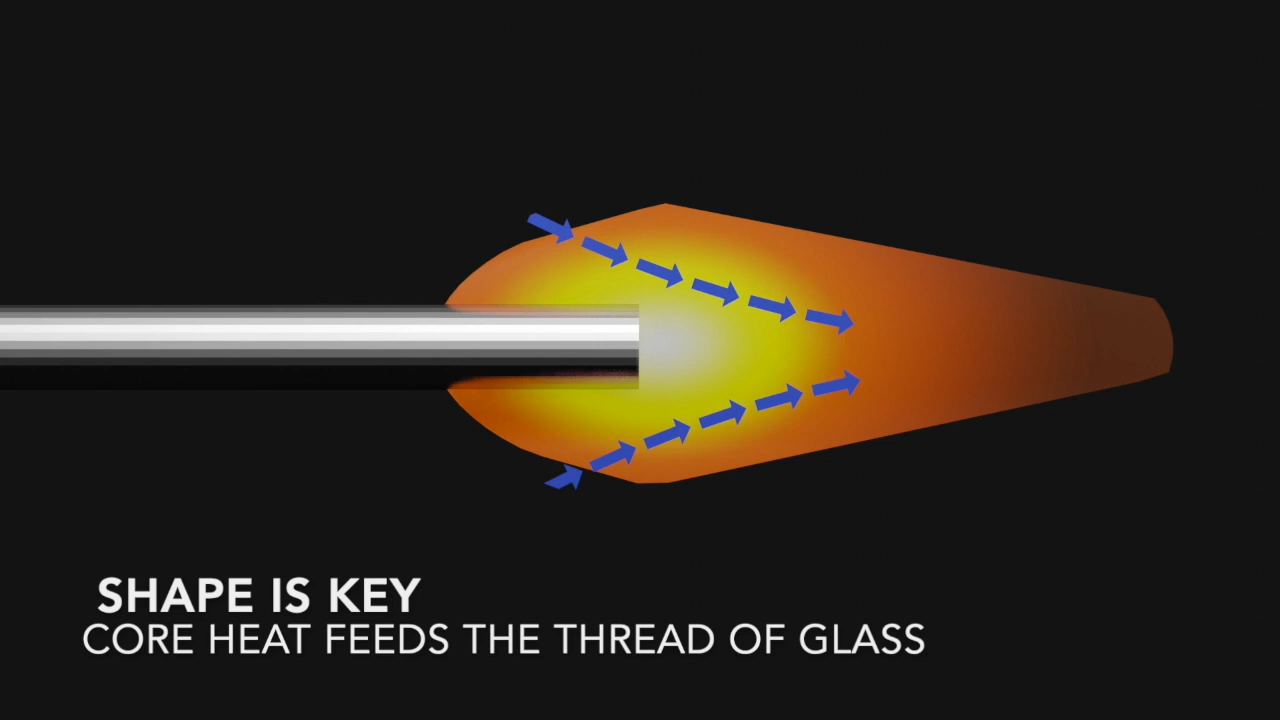 SHAPE IS KEY
CORE HEAT FEEDS THE THREAD OF GLASS